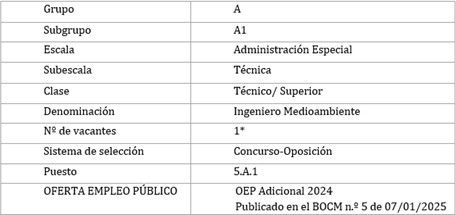 Grupo A
Subgrupo A1
Escala Administración Especial
Subescala Técnica
Clase Técnico/ Superior
Denominación Ingeniero Medioambiente
Nº de vacantes 1*
Sistema de selección Concurso-Oposición
Puesto 5.A.1
OFERTA EMPLEO PÚBLICO OEP Adicional 2024
Publicado en el BOCM n.º 5 de 07/01/2025